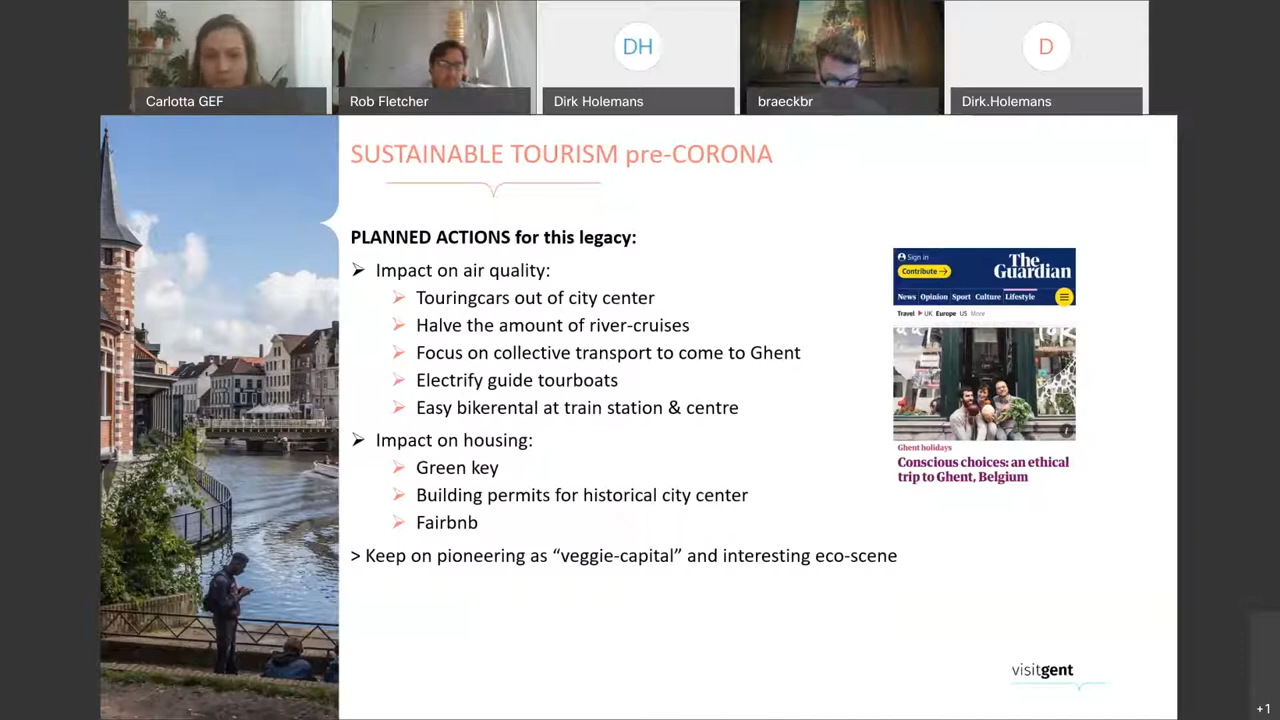 DH
D
Carlotta GEF
Rob Fletcher
Dirk Holemans
braeckbr
Dirk.Holemans
SUSTAINABLE TOURISM pre-CORONA
PLANNED ACTIONS for this legacy:
Impact on air quality:
Touringcars out of city center
Halve the amount of river-cruises
Focus on collective transport to come to Ghent
Electrify guide tourboats
Easy bikerental at train station & centre
Impact on housing:
Green key
Building permits for historical city center
Fairbnb
> Keep on pioneering as “veggie-capital” and interesting eco-scene
Sign in
Contribute →
The
Guardian
News Opinion Sport Culture Lifestyle
Travel UK Europe US More
i
Ghent holidays
Conscious choices: an ethical
trip to Ghent, Belgium
visitgent
+1